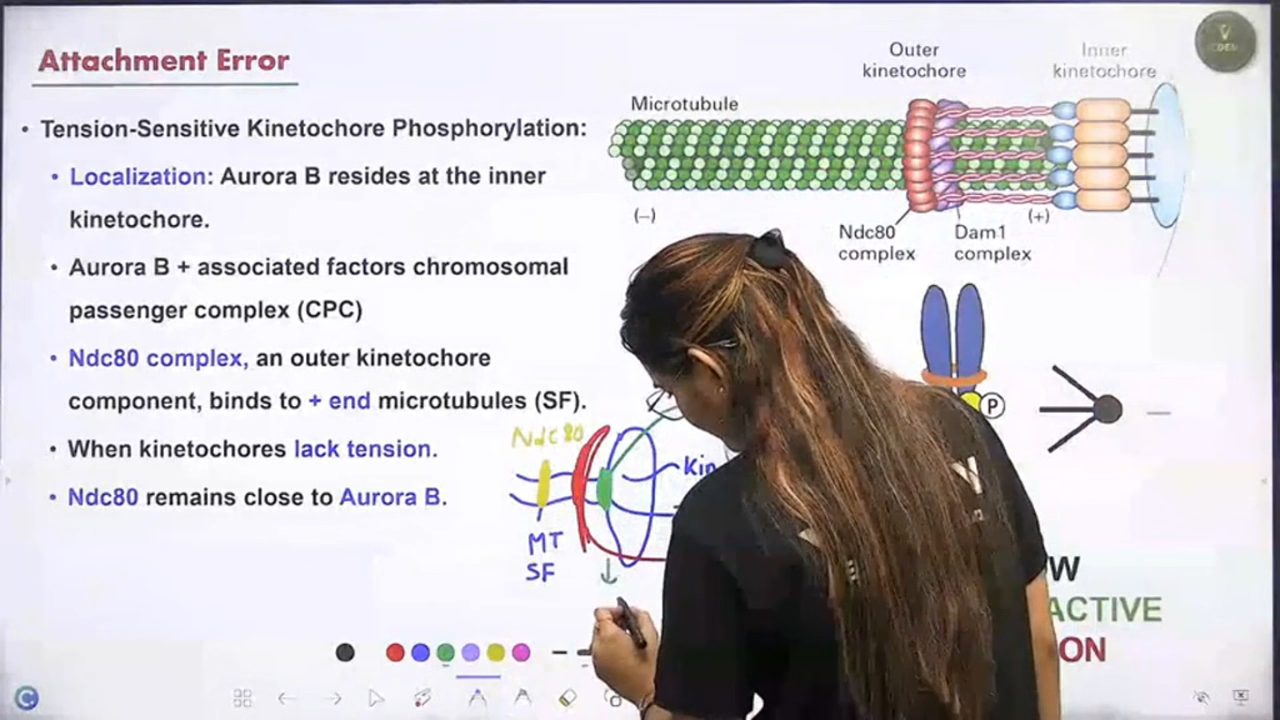 Attachment Error
• Tension-Sensitive Kinetochore Phosphorylation:
• Localization: Aurora B resides at the inner
kinetochore.
• Aurora B + associated factors chromosomal
passenger complex (CPC)
• Ndc80 complex, an outer kinetochore
component, binds to + end microtubules (SF).
• When kinetochores lack tension.
• Ndc80 remains close to Aurora B.
Outer
kinetochore
Inner
kinetochore
Microtubule
(–)
(+)
Ndc80
complex
Dam1
complex
P
Ndc80
Kin
MT
SF
W
ACTIVE
ON